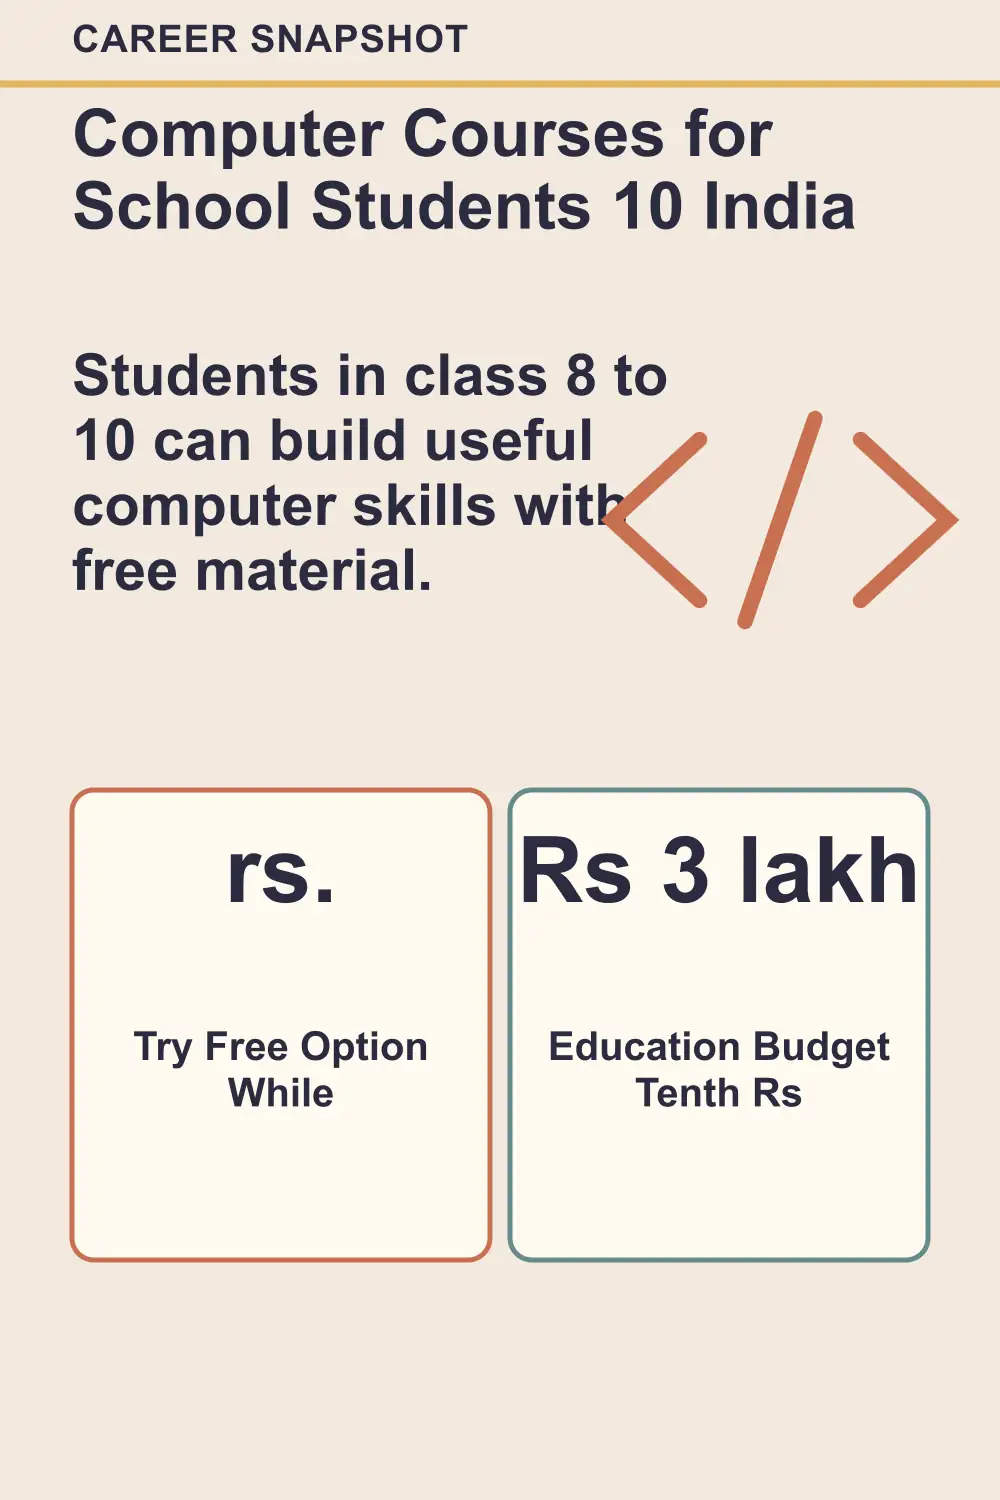 CAREER SNAPSHOT
Computer Courses for
School Students 10 India
Students in class 8 to
10 can build useful
computer skills with
free material.
rs.
Try Free Option
While
Rs 3 lakh
Education Budget
Tenth Rs